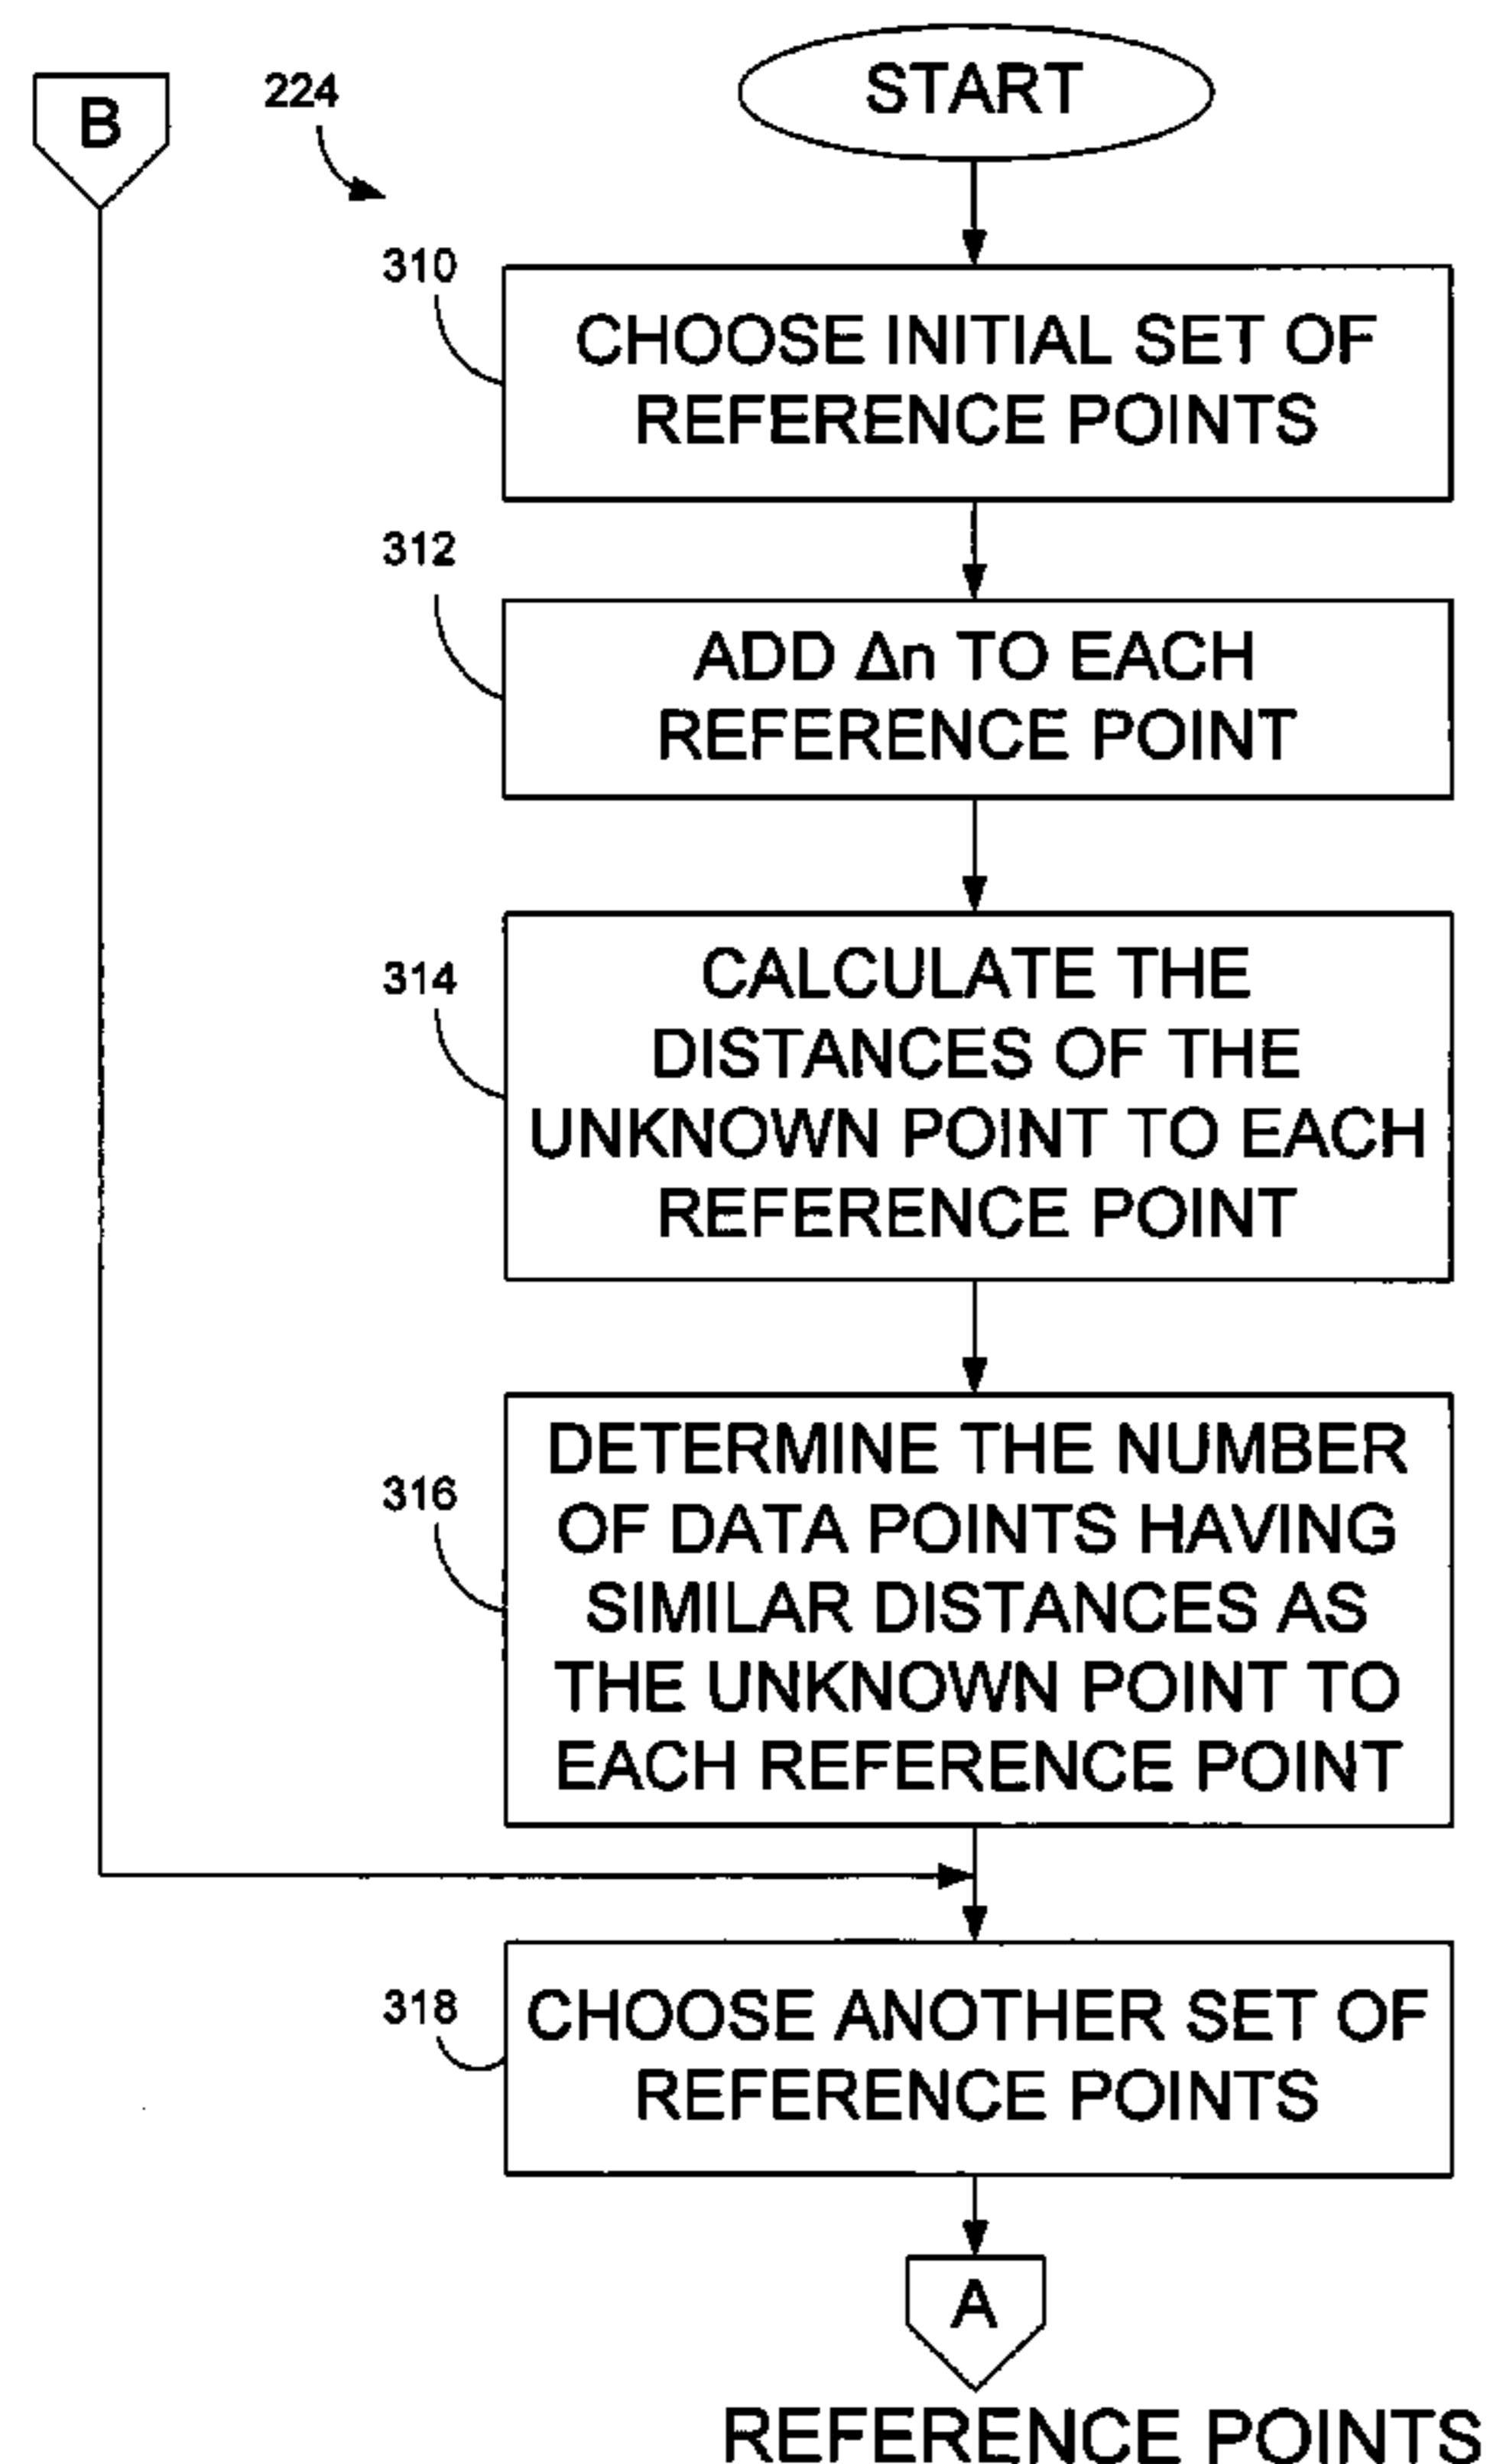 B
224
START
310
CHOOSE INITIAL SET OF
REFERENCE POINTS
312
ADD Δn TO EACH
REFERENCE POINT
314
CALCULATE THE
DISTANCES OF THE
UNKNOWN POINT TO EACH
REFERENCE POINT
316
DETERMINE THE NUMBER
OF DATA POINTS HAVING
SIMILAR DISTANCES AS
THE UNKNOWN POINT TO
EACH REFERENCE POINT
318
CHOOSE ANOTHER SET OF
REFERENCE POINTS
A
REFERENCE POINTS